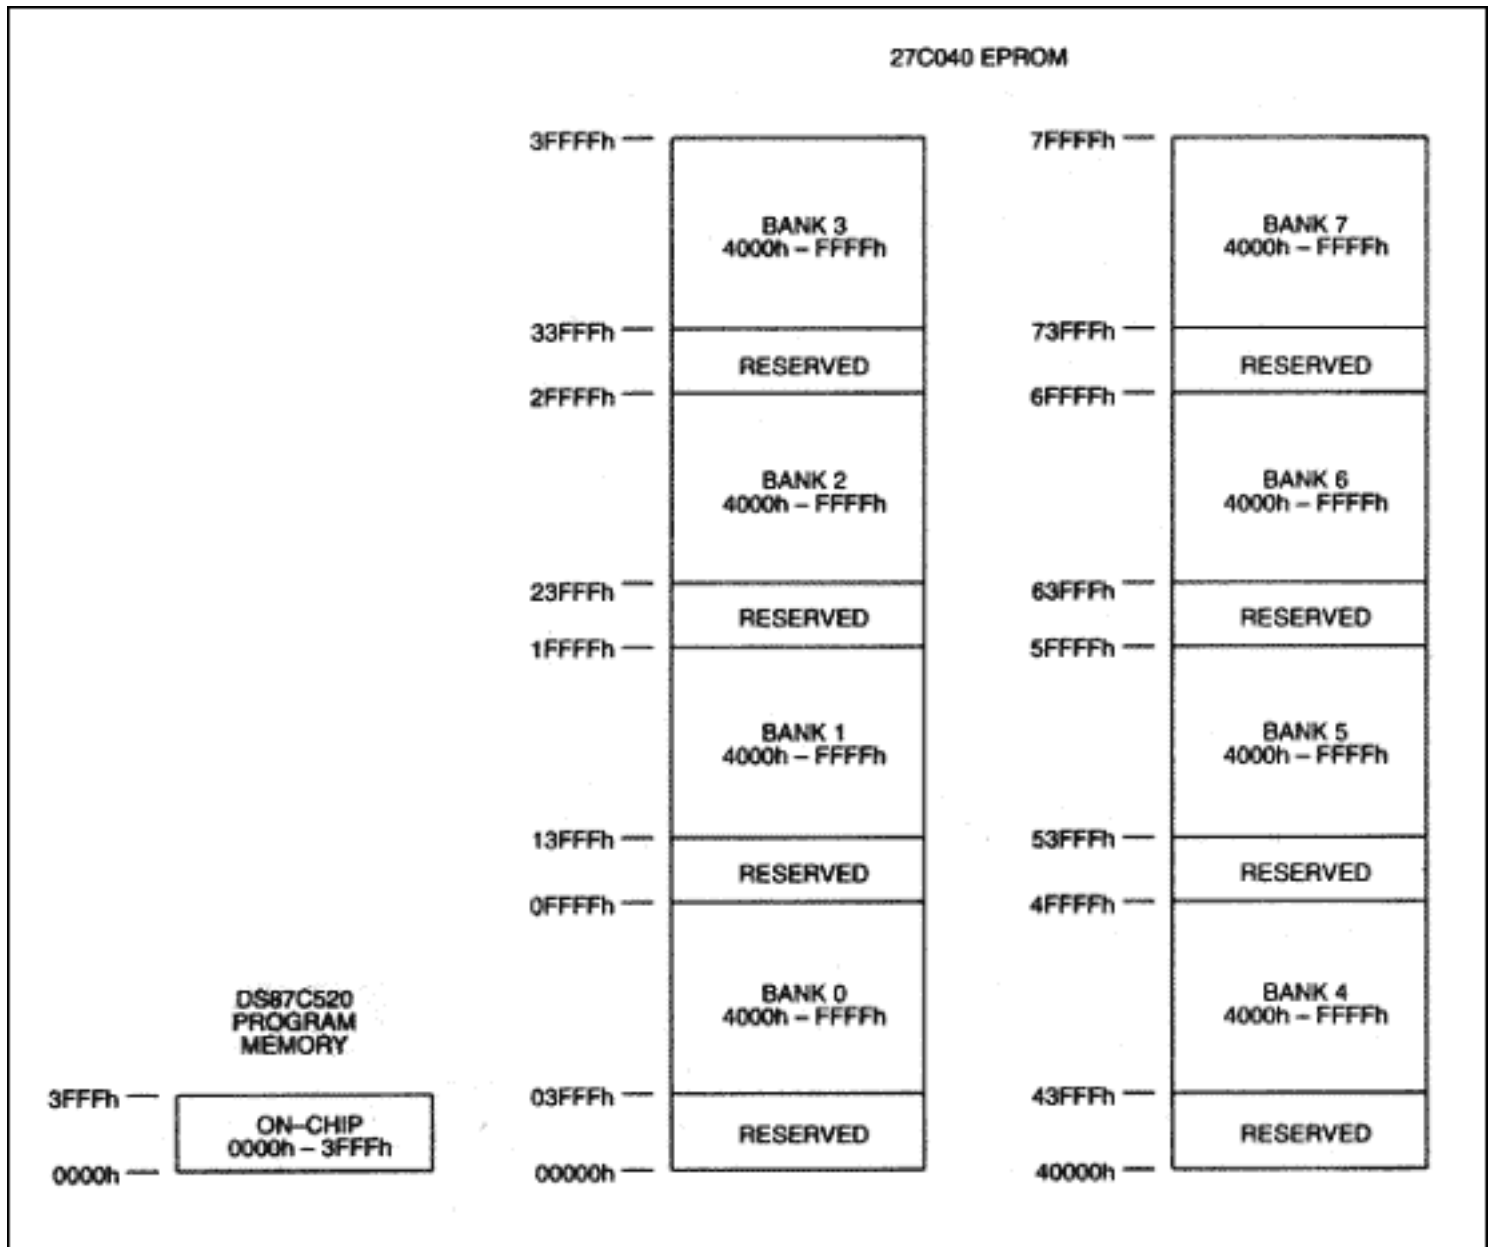 27C040 EPROM
3FFFFh
BANK 3
4000h – FFFFh
33FFFh
RESERVED
2FFFFh
BANK 2
4000h – FFFFh
23FFFh
RESERVED
1FFFFh
BANK 1
4000h – FFFFh
13FFFh
RESERVED
0FFFFh
BANK 0
4000h – FFFFh
03FFFh
RESERVED
00000h
7FFFFh
BANK 7
4000h – FFFFh
73FFFh
RESERVED
6FFFFh
BANK 6
4000h – FFFFh
63FFFh
RESERVED
5FFFFh
BANK 5
4000h – FFFFh
53FFFh
RESERVED
4FFFFh
BANK 4
4000h – FFFFh
43FFFh
RESERVED
40000h
DS87C520
PROGRAM
MEMORY
3FFFh
ON–CHIP
0000h – 3FFFh
0000h